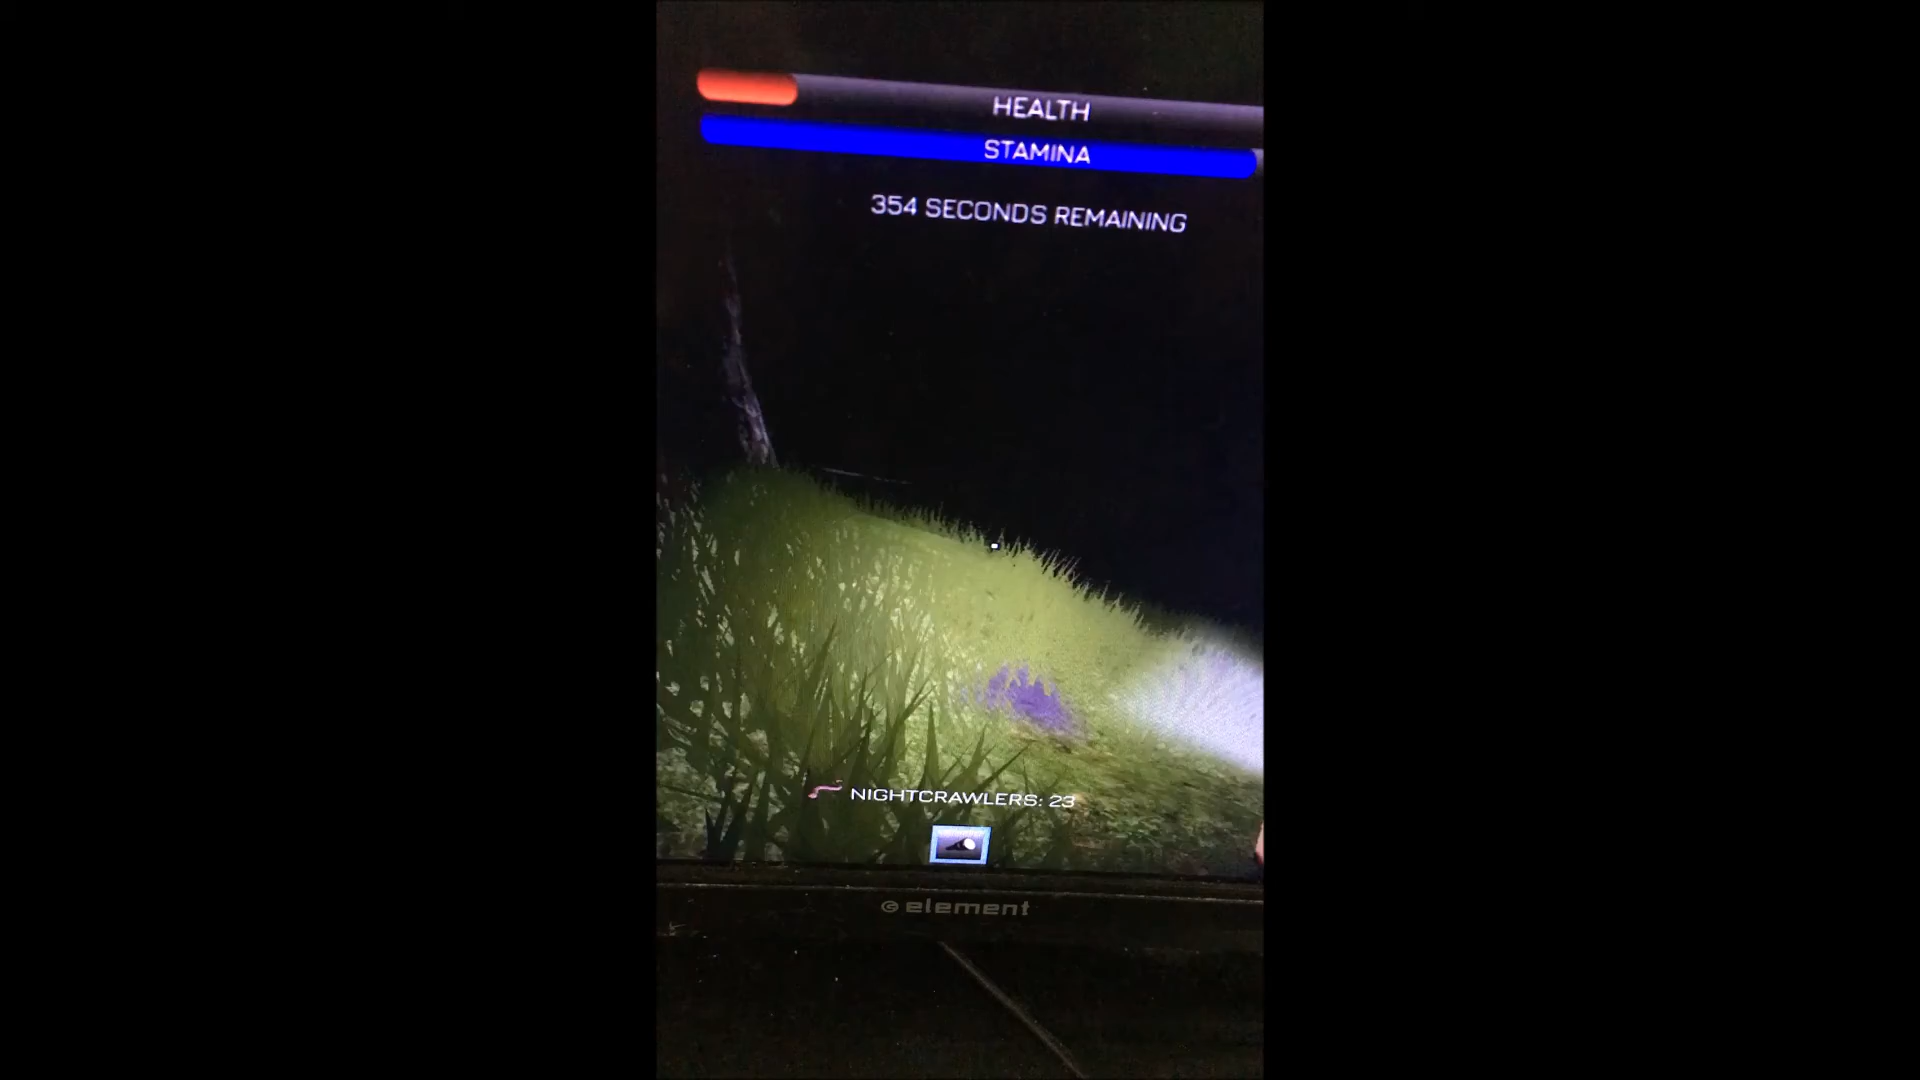 HEALTH
STAMINA
354 SECONDS REMAINING
NIGHTCRAWLERS: 23
element